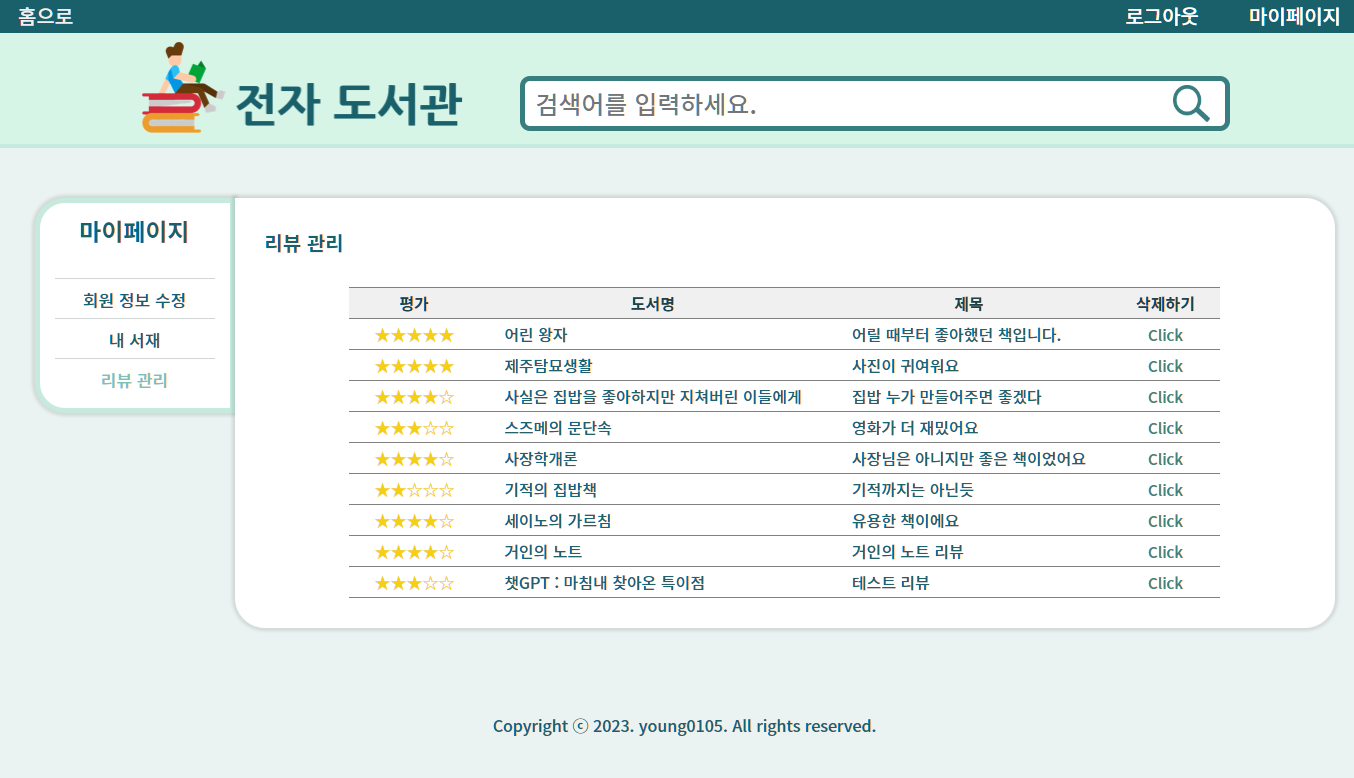 홈으로 로그아웃 마이페이지
전자 도서관 검색어를 입력하세요.
마이페이지
회원 정보 수정
내 서재
리뷰 관리
리뷰 관리
평가 도서명 제목 삭제하기
★★★★★ 어린 왕자 어릴 때부터 좋아했던 책입니다. Click
★★★★★ 제주탐묘생활 사진이 귀여워요 Click
★★★★☆ 사실은 집밥을 좋아하지만 지쳐버린 이들에게 집밥 누가 만들어주면 좋겠다 Click
★★★☆☆ 스즈메의 문단속 영화가 더 재밌어요 Click
★★★★☆ 사장학개론 사장님은 아니지만 좋은 책이었어요 Click
★★☆☆☆ 기적의 집밥책 기적까지는 아닌듯 Click
★★★★☆ 세이노의 가르침 유용한 책이에요 Click
★★★★☆ 거인의 노트 거인의 노트 리뷰 Click
★★★☆☆ 챗GPT : 마침내 찾아온 특이점 테스트 리뷰 Click
Copyright ⓒ 2023. young0105. All rights reserved.